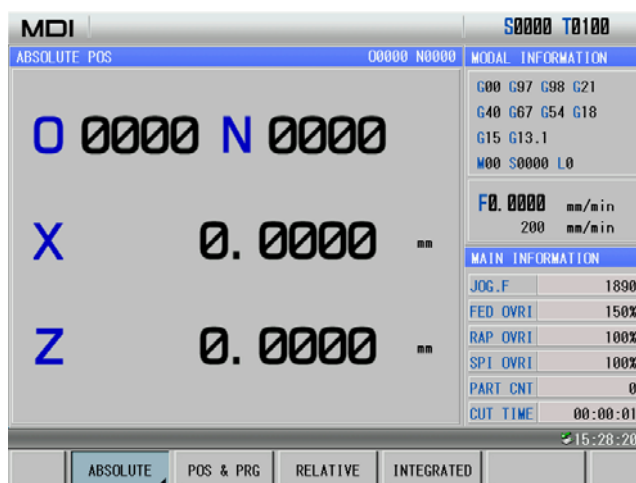 MDI
S0000 T0100
ABSOLUTE POS O0000 N0000
MODAL INFORMATION
G00 G97 G98 G21
G40 G67 G54 G18
G15 G13.1
M00 S0000 L0
O 0000 N 0000
F0.0000 mm/min
200 mm/min
X 0.0000 mm
MAIN INFORMATION
JOG.F 1890
FED OVRI 150%
RAP OVRI 100%
Z 0.0000 mm
SPI OVRI 100%
PART CNT 0
CUT TIME 00:00:01
15:28:20
ABSOLUTE POS & PRG RELATIVE INTEGRATED